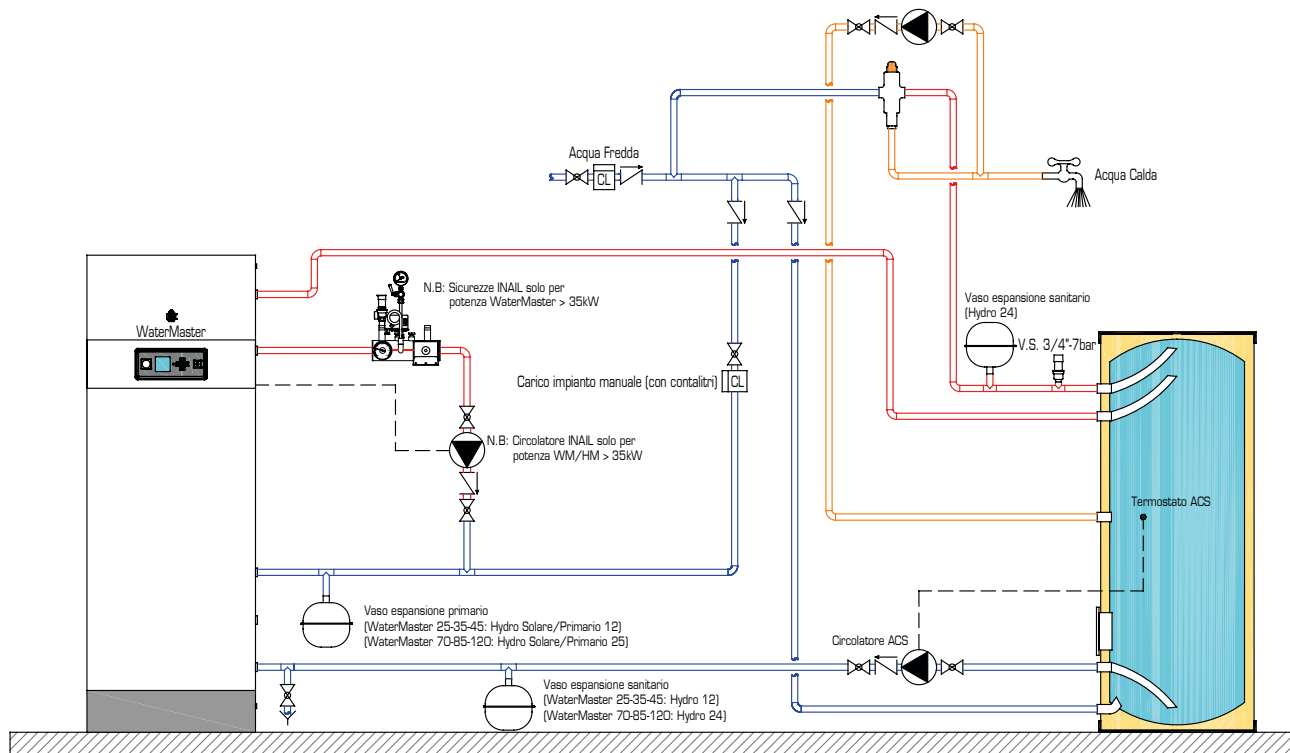 Acqua Fredda
CL
Acqua Calda
N.B: Sicurezze INAIL solo per
potenza WaterMaster > 35kW
WaterMaster
Vaso espansione sanitario
(Hydro 24)
V.S. 3/4"-7bar
Carico impianto manuale (con contalitri)
CL
N.B: Circolatore INAIL solo per
potenza WM/HM > 35kW
Termostato ACS
Vaso espansione primario
(WaterMaster 25-35-45: Hydro Solare/Primario 12)
(WaterMaster 70-85-120: Hydro Solare/Primario 25)
Circolatore ACS
Vaso espansione sanitario
(WaterMaster 25-35-45: Hydro 12)
(WaterMaster 70-85-120: Hydro 24)